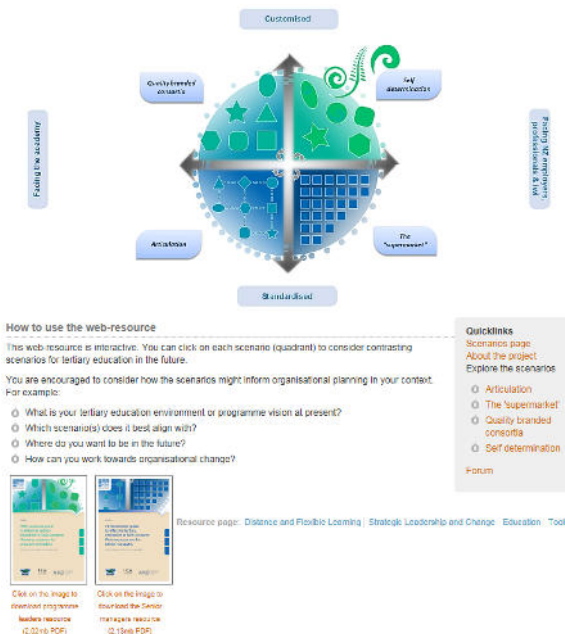 Customised
Quality branded
consortia
Self
determination
Facing the academy
Facing NZ employers,
professionals & iwi
Articulation
The
"supermarket"
Standardised
How to use the web-resource
This web-resource is interactive. You can click on each scenario (quadrant) to consider contrasting
scenarios for tertiary education in the future.
You are encouraged to consider how the scenarios might inform organisational planning in your context.
For example:
What is your tertiary education environment or programme vision at present?
Which scenario(s) does it best align with?
Where do you want to be in the future?
How can you work towards organisational change?
Click on the image to
download programme
leaders resource
(2.02mb PDF)
Click on the image to
download the Senior
managers resource
(2.13mb PDF)
Resource page: Distance and Flexible Learning | Strategic Leadership and Change Education Tool
Quicklinks
Scenarios page
About the project
Explore the scenarios
Articulation
The 'supermarket'
Quality branded
consortia
Self determination
Forum